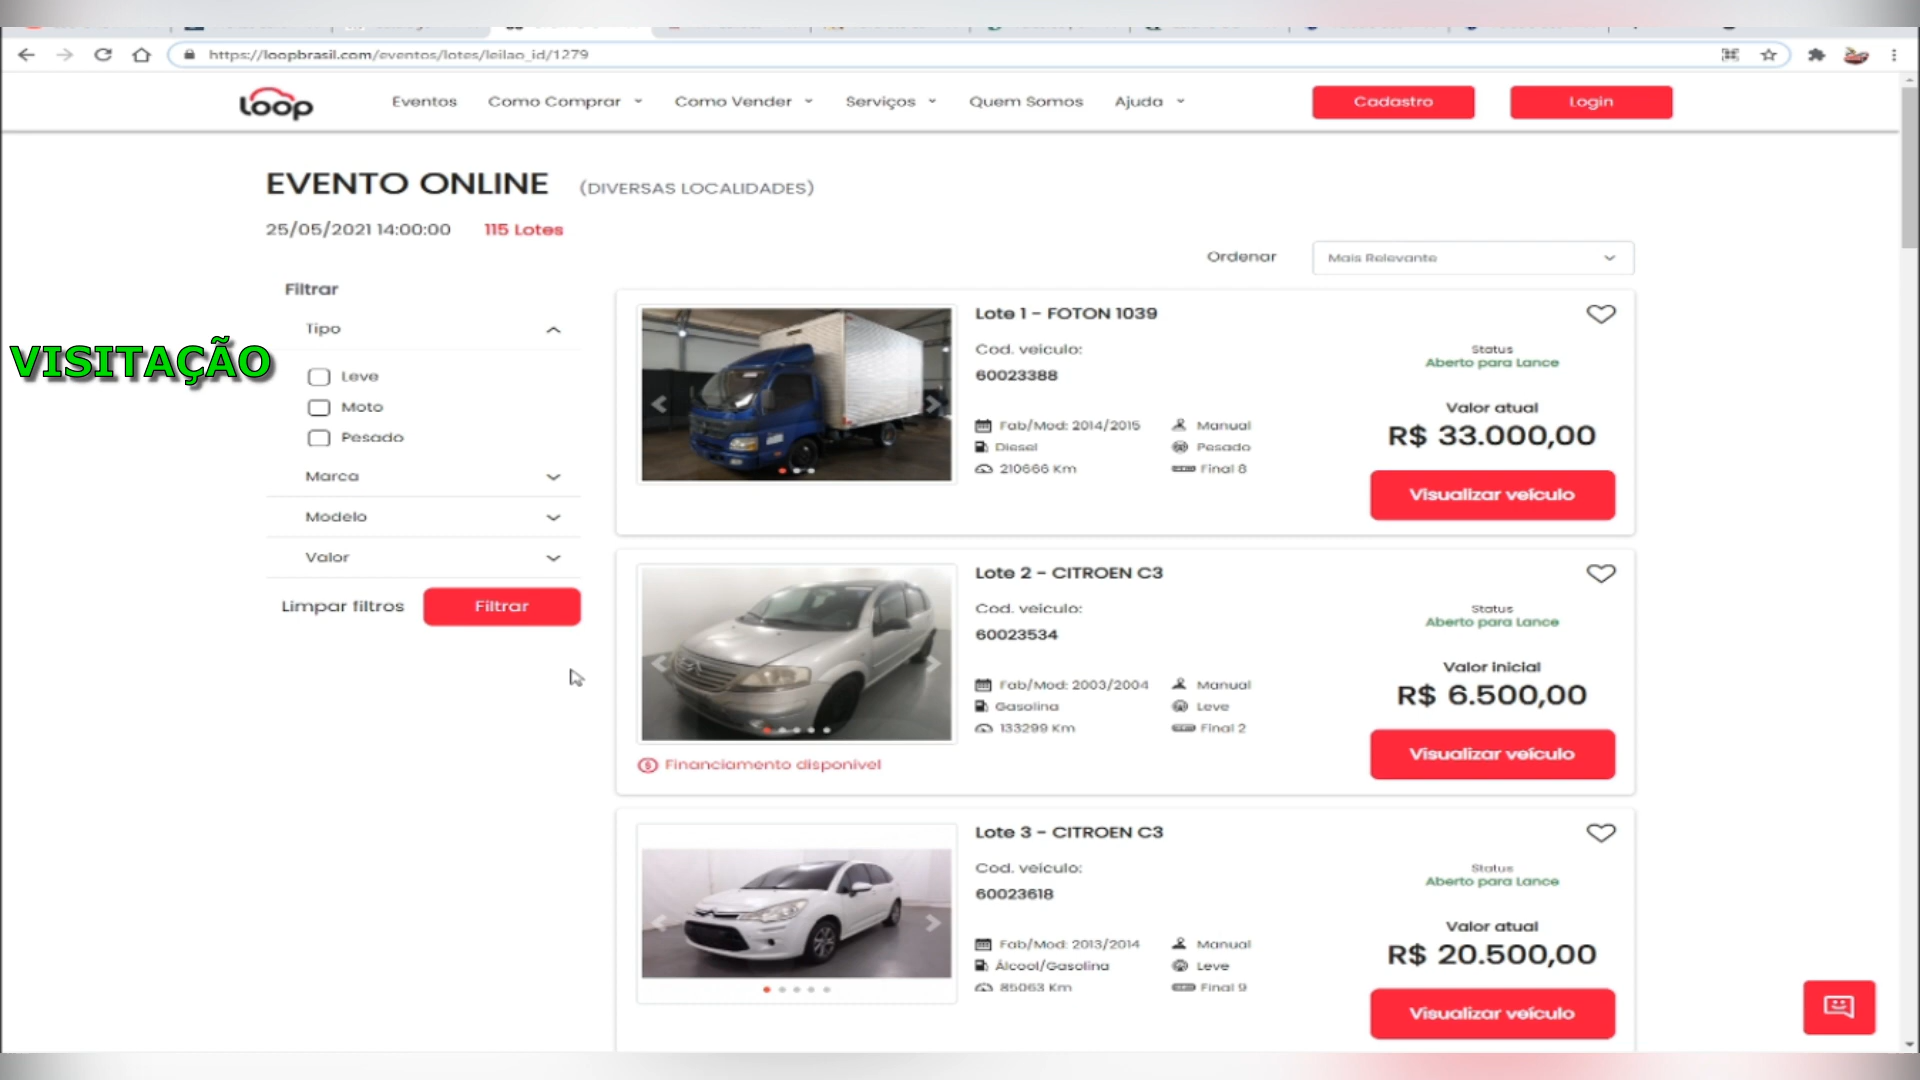 https://loopbrasil.com/eventos/lotes/leilao_id/1279
loop
Eventos Como Comprar Como Vender Serviços Quem Somos Ajuda Cadastro Login
EVENTO ONLINE (DIVERSAS LOCALIDADES)
25/05/2021 14:00:00 115 Lotes
Ordenar Mais Relevante
Filtrar
Tipo
VISITAÇÃO
Leve
Moto
Pesado
Marca
Modelo
Valor
Limpar filtros Filtrar
Lote 1 - FOTON 1039
Cod. veículo:
60023388
Status
Aberto para Lance
Fab/Mod: 2014/2015 Manual
Diesel Pesado
210666 Km Final 8
Valor atual
R$ 33.000,00
Visualizar veículo
Lote 2 - CITROEN C3
Cod. veículo:
60023534
Status
Aberto para Lance
Fab/Mod: 2003/2004 Manual
Gasolina Leve
133299 Km Final 2
Valor inicial
R$ 6.500,00
Visualizar veículo
Financiamento disponível
Lote 3 - CITROEN C3
Cod. veículo:
60023618
Status
Aberto para Lance
Fab/Mod: 2013/2014 Manual
Álcool/Gasolina Leve
85063 Km Final 9
Valor atual
R$ 20.500,00
Visualizar veículo